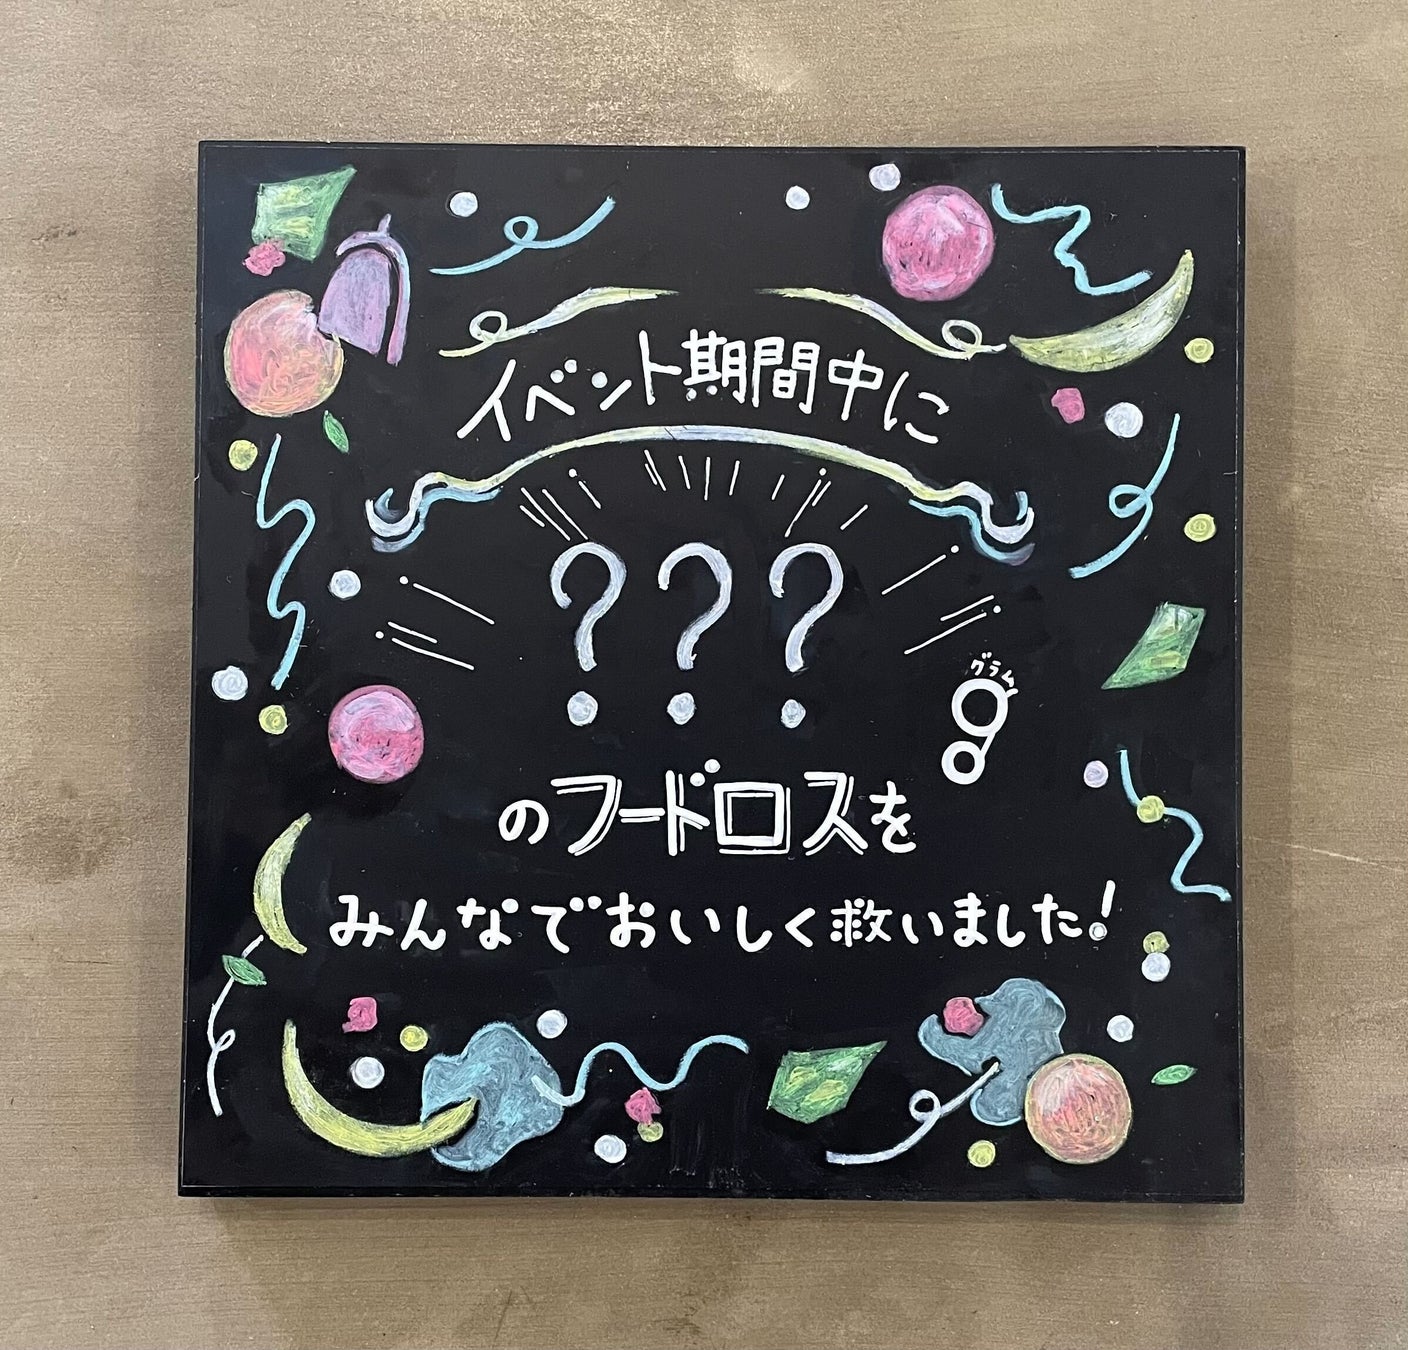 イベント期間中に
???
グラム
g
のフードロスを
みんなでおいしく救いました!